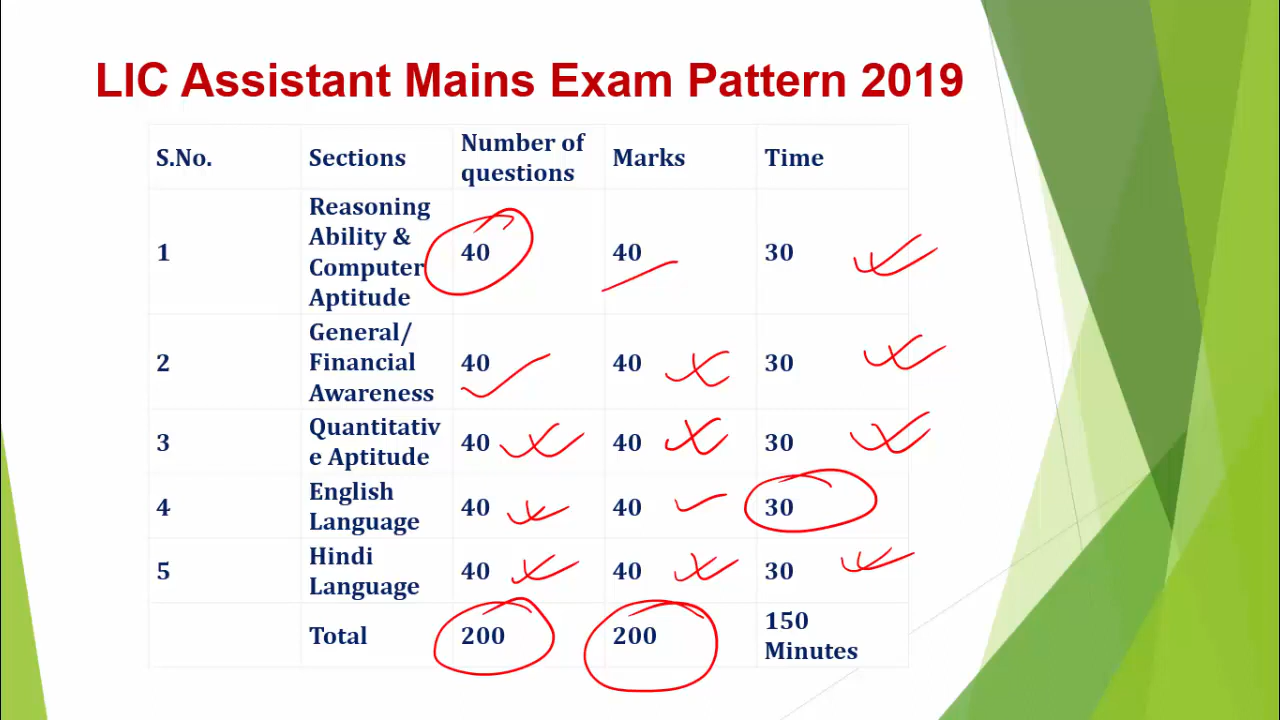 LIC Assistant Mains Exam Pattern 2019
S.No. Sections Number of questions Marks Time
1 Reasoning Ability & Computer Aptitude 40 40 30
2 General/ Financial Awareness 40 40 30
3 Quantitativ e Aptitude 40 40 30
4 English Language 40 40 30
5 Hindi Language 40 40 30
Total 200 200 150 Minutes